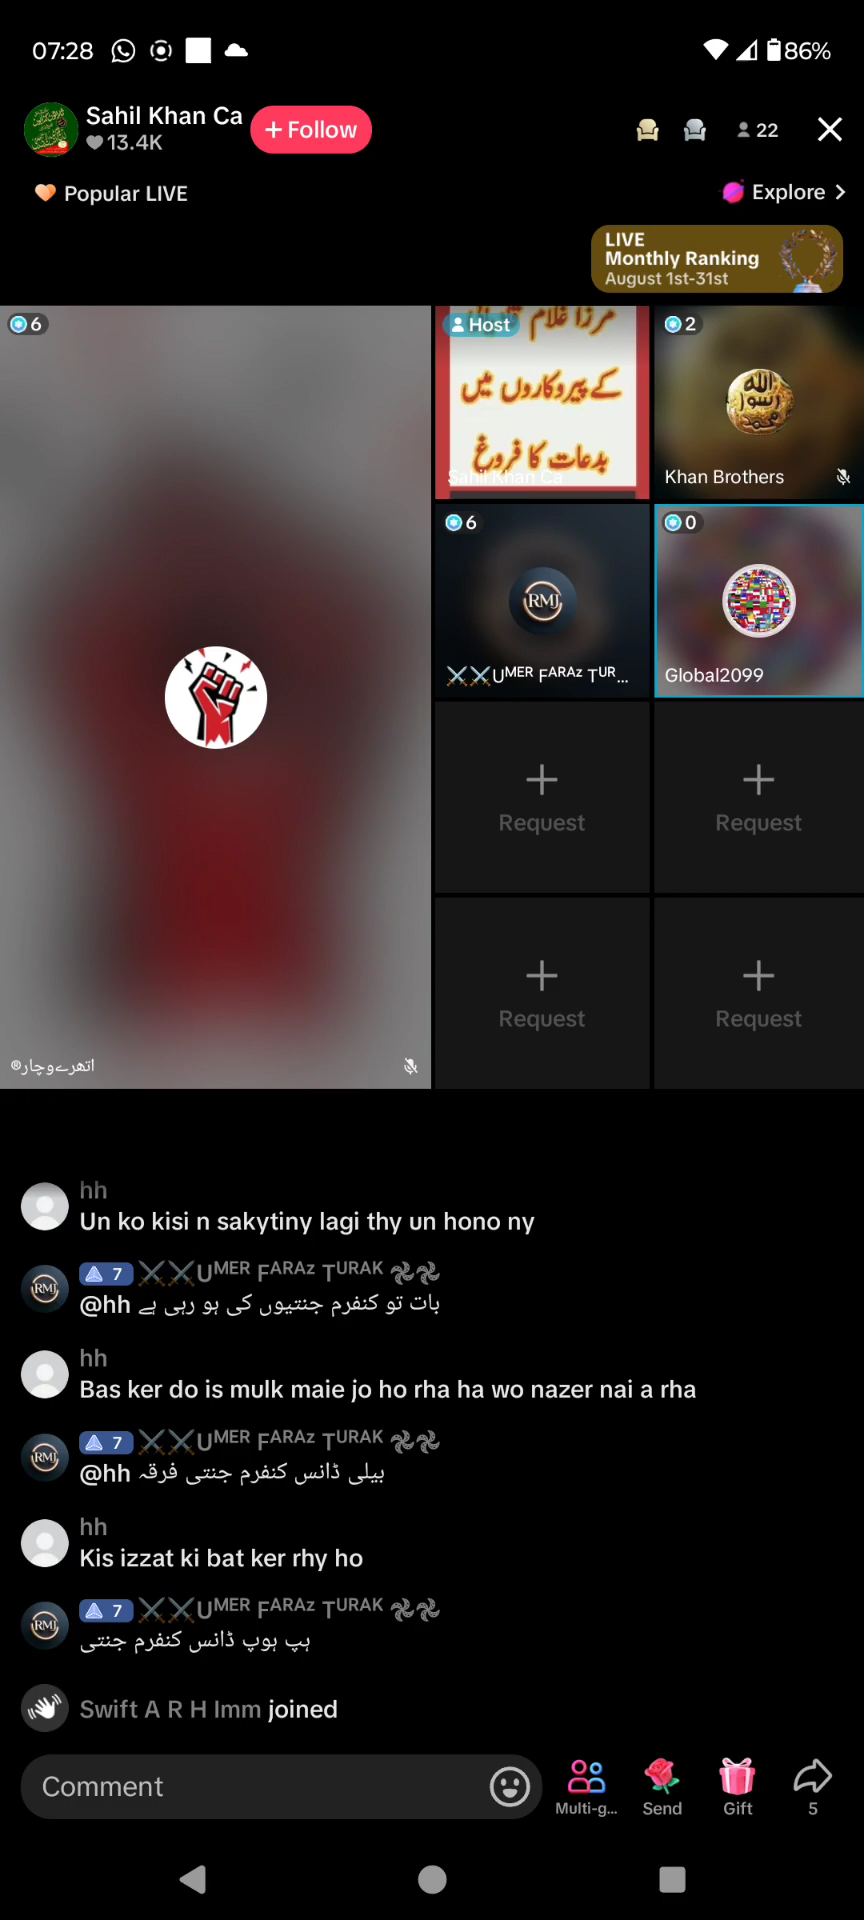 07:28
86%
Sahil Khan Ca
13.4K
+ Follow
22
Popular LIVE
Explore
LIVE
Monthly Ranking
August 1st-31st
6
Host
مرزا غلام
کے پیروکاروں میں
بدعات کا فروغ
Sahil Khan Ca
2
Khan Brothers
6
RMJ
⚔️⚔️Uᴹᴱᴿ Fᴬᴿᴬᶻ Tᵁᴿ...
0
Global2099
اتھرےوچار®
Request
Request
Request
Request
hh
Un ko kisi n sakytiny lagi thy un hono ny
7 ⚔️⚔️Uᴹᴱᴿ Fᴬᴿᴬᶻ Tᵁᴿᴬᴷ
@hh بات تو کنفرم جنتیوں کی ہو رہی ہے
hh
Bas ker do is mulk maie jo ho rha ha wo nazer nai a rha
7 ⚔️⚔️Uᴹᴱᴿ Fᴬᴿᴬᶻ Tᵁᴿᴬᴷ
@hh بیلی ڈانس کنفرم جنتی فرقہ
hh
Kis izzat ki bat ker rhy ho
7 ⚔️⚔️Uᴹᴱᴿ Fᴬᴿᴬᶻ Tᵁᴿᴬᴷ
ہپ ہوپ ڈانس کنفرم جنتی
Swift A R H Imm joined
Comment
Multi-g...
Send
Gift
5